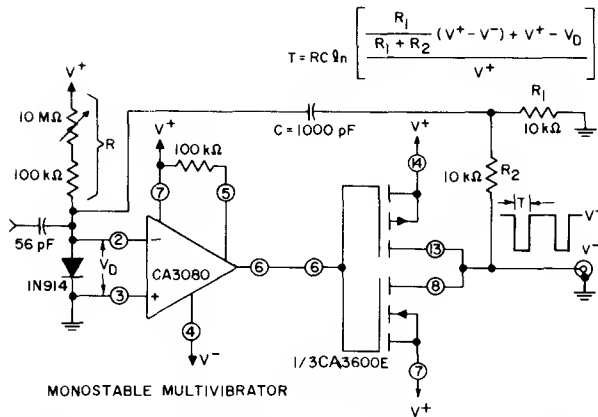 T = RC ln [ R1 / R1 + R2 (V+ − V−) + V+ − VD / V+ ]
V+
10 MΩ
R
100 kΩ
56 pF
1N914
VD
C = 1000 pF
R1
10 kΩ
V+
100 kΩ
7
5
2
−
CA3080
3
+
6
4
V−
V+
14
10 kΩ
R2
13
6
8
7
V+
1/3CA3600E
T
V+
V−
MONOSTABLE MULTIVIBRATOR